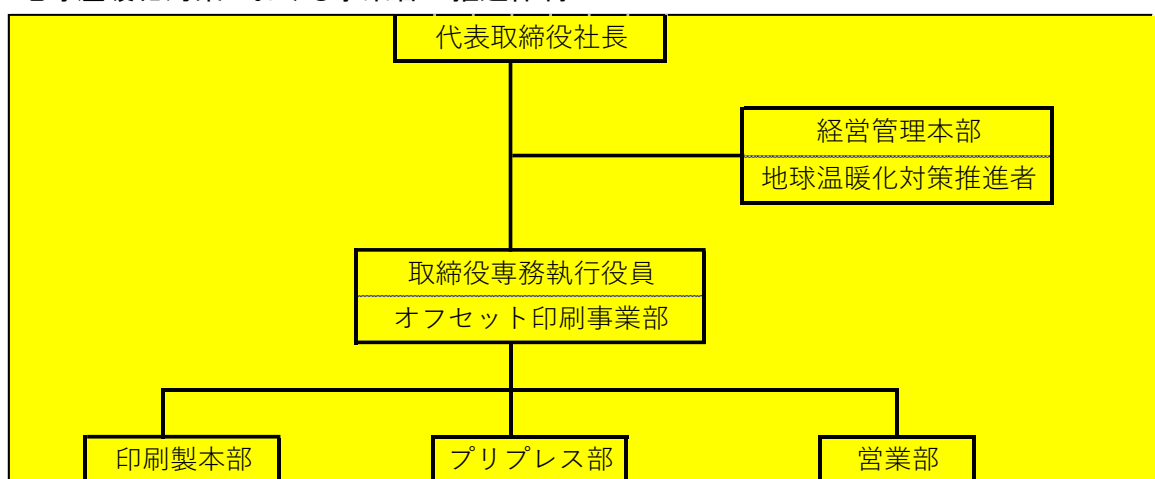 代表取締役社長
経営管理本部
地球温暖化対策推進者
取締役専務執行役員
オフセット印刷事業部
印刷製本部 プリプレス部 営業部